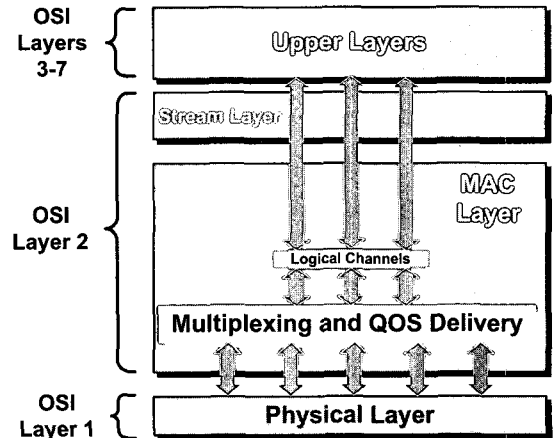 OSI
Layers
3-7
Upper Layers
Stream Layer
MAC
Layer
OSI
Layer 2
Logical Channels
Multiplexing and QOS Delivery
OSI
Layer 1
Physical Layer